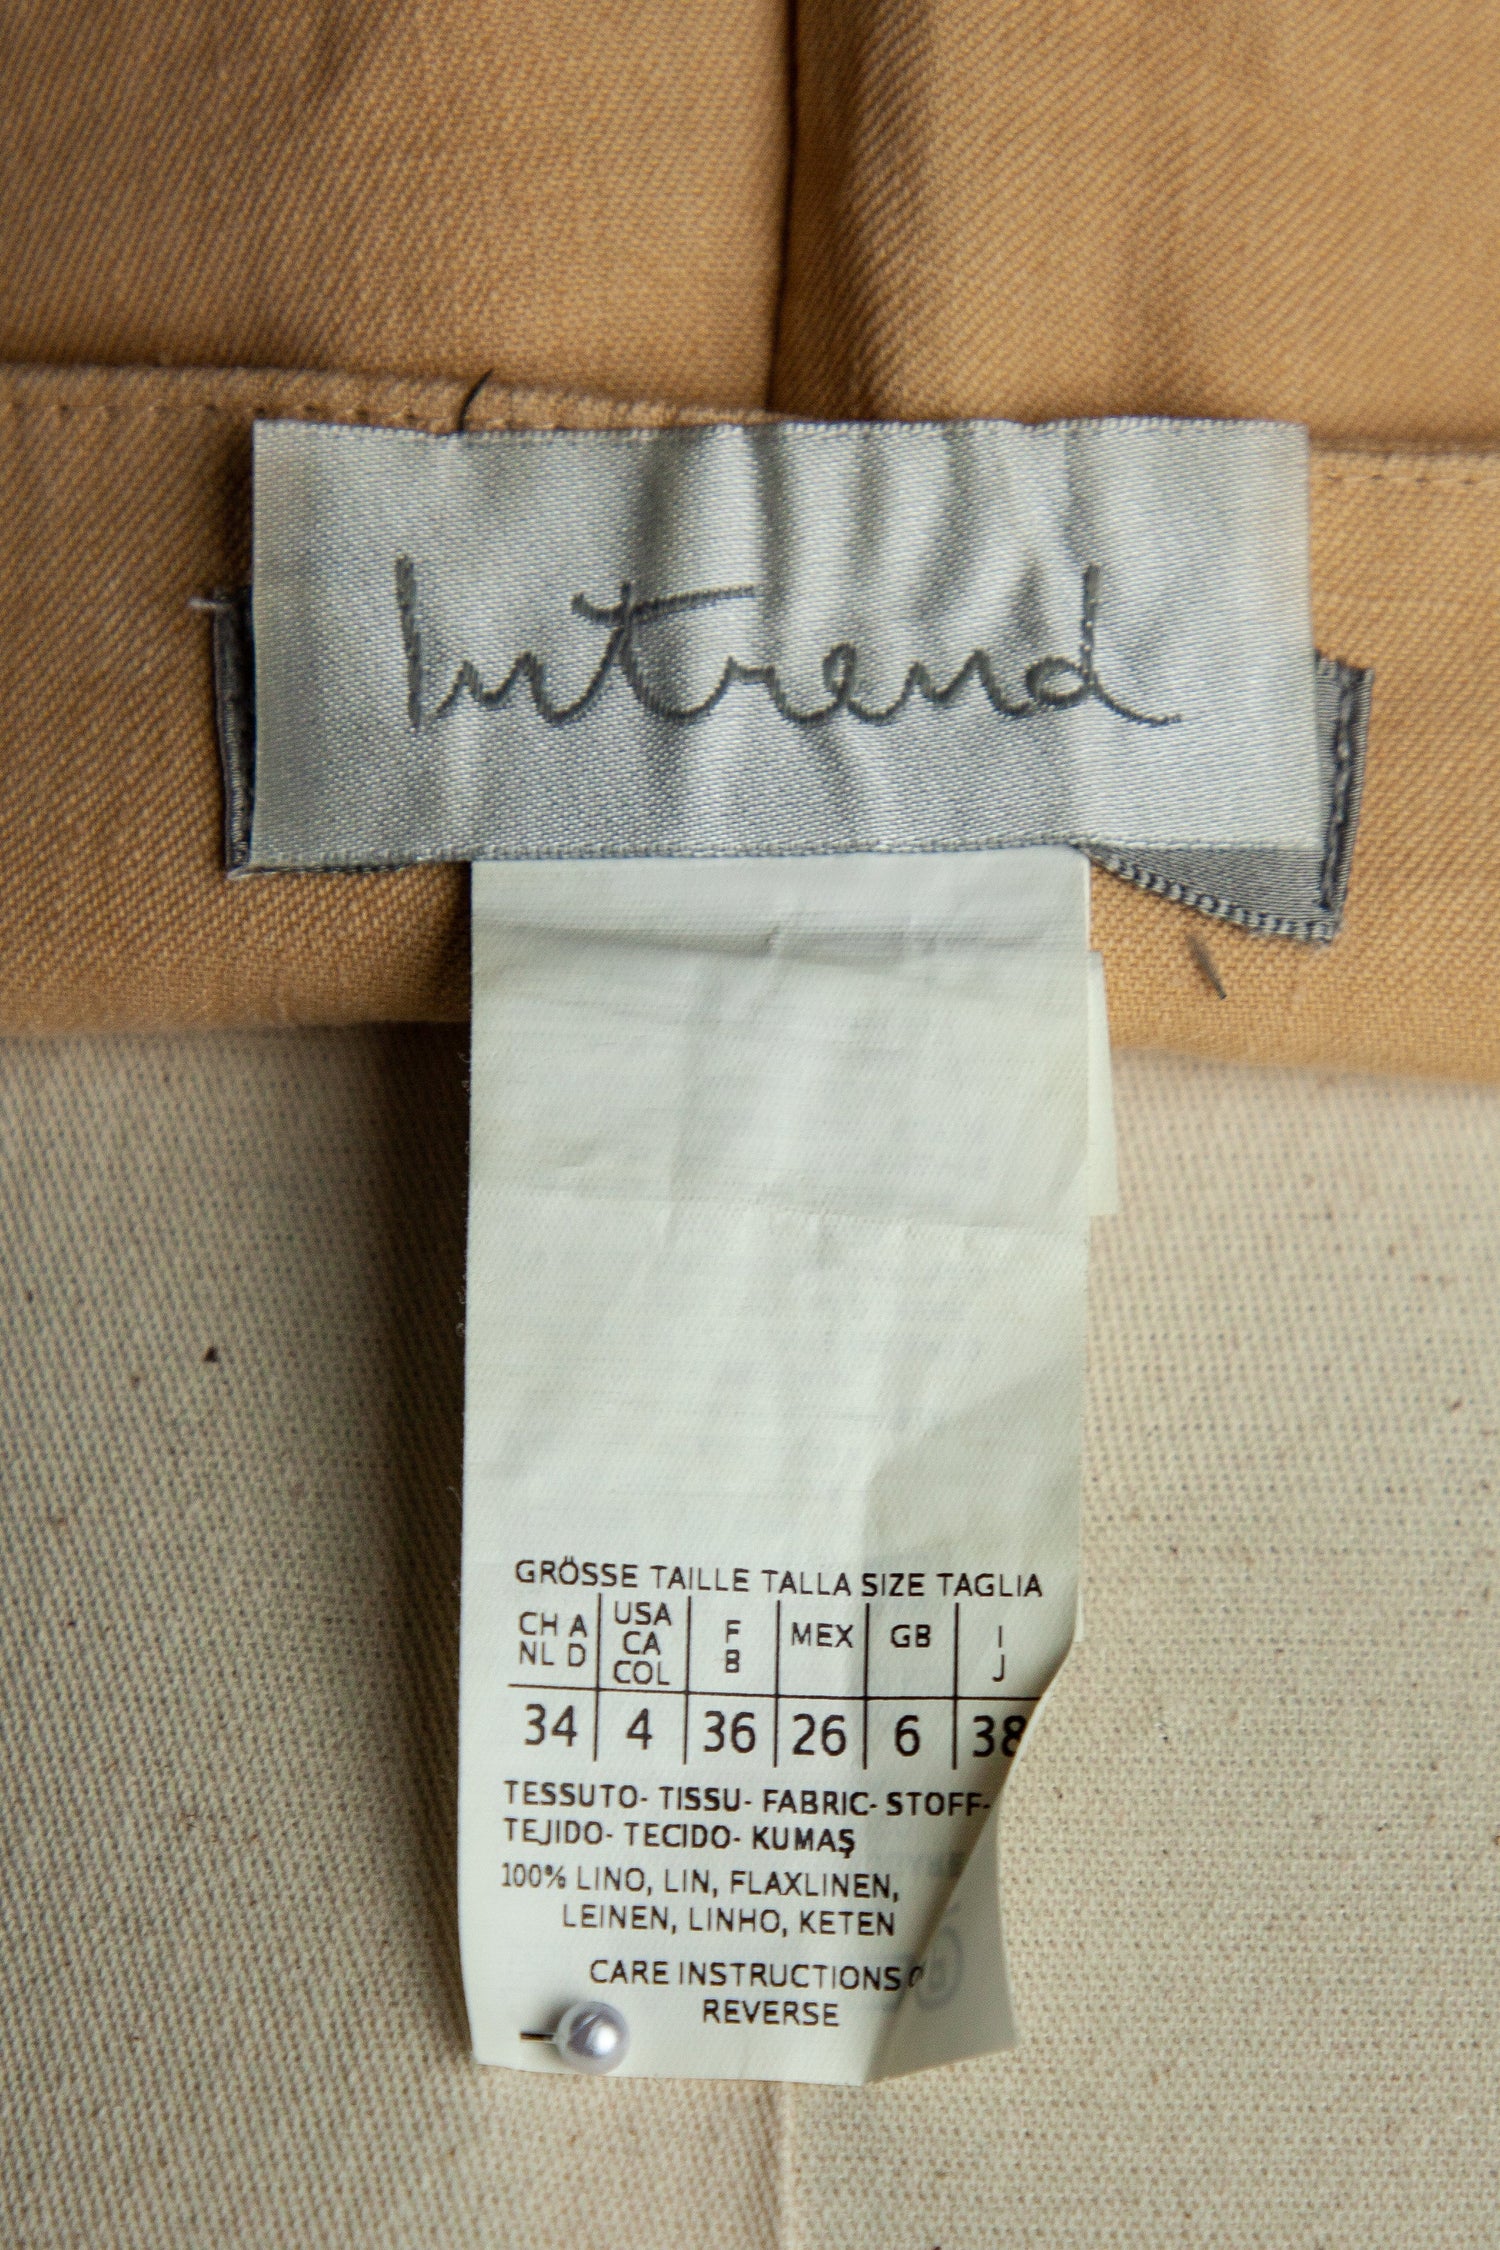 Intrend
GRÖSSE TAILLE TALLA SIZE TAGLIA
CH A NL D | USA CA COL | F B | MEX | GB | I J
34 | 4 | 36 | 26 | 6 | 38
TESSUTO- TISSU- FABRIC- STOFF-
TEJIDO- TECIDO- KUMAŞ
100% LINO, LIN, FLAXLINEN,
LEINEN, LINHO, KETEN
CARE INSTRUCTIONS
REVERSE